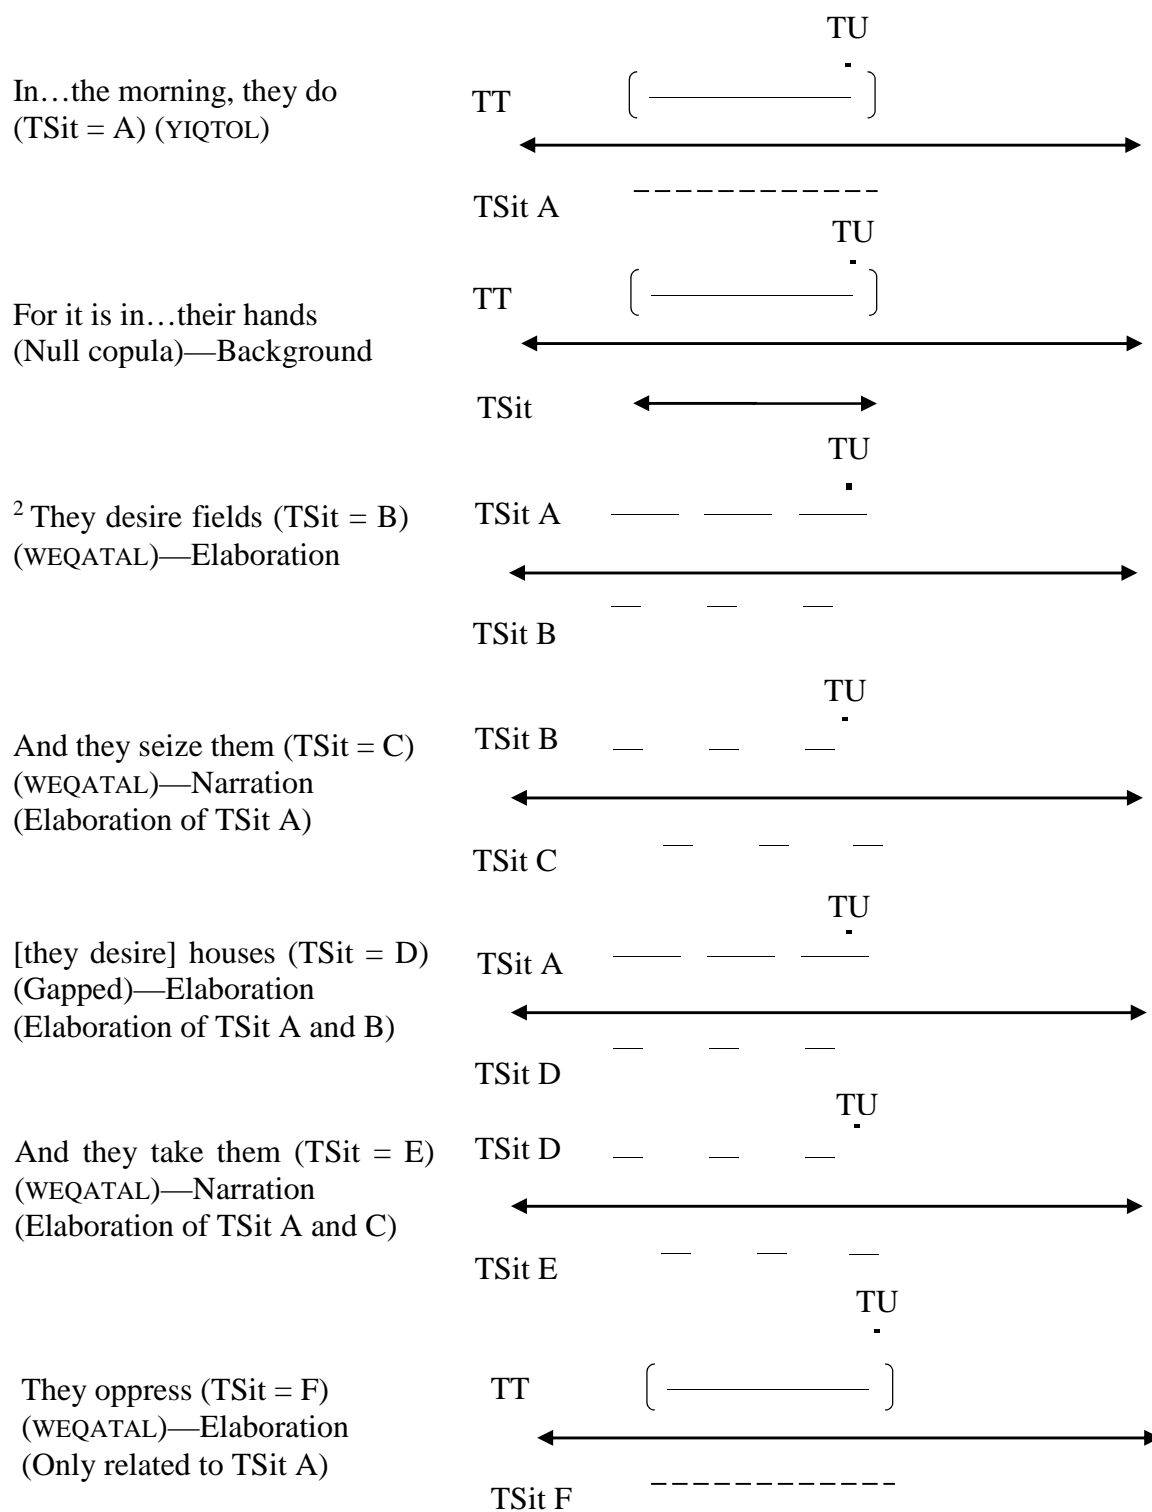 TU
In…the morning, they do
(TSit = A) (YIQTOL)
TT
TSit A
TU
For it is in…their hands
(Null copula)—Background
TT
TSit
TU
2 They desire fields (TSit = B)
(WEQATAL)—Elaboration
TSit A
TSit B
TU
And they seize them (TSit = C)
(WEQATAL)—Narration
(Elaboration of TSit A)
TSit B
TSit C
TU
[they desire] houses (TSit = D)
(Gapped)—Elaboration
(Elaboration of TSit A and B)
TSit A
TSit D
TU
And they take them (TSit = E)
(WEQATAL)—Narration
(Elaboration of TSit A and C)
TSit D
TSit E
TU
They oppress (TSit = F)
(WEQATAL)—Elaboration
(Only related to TSit A)
TT
TSit F